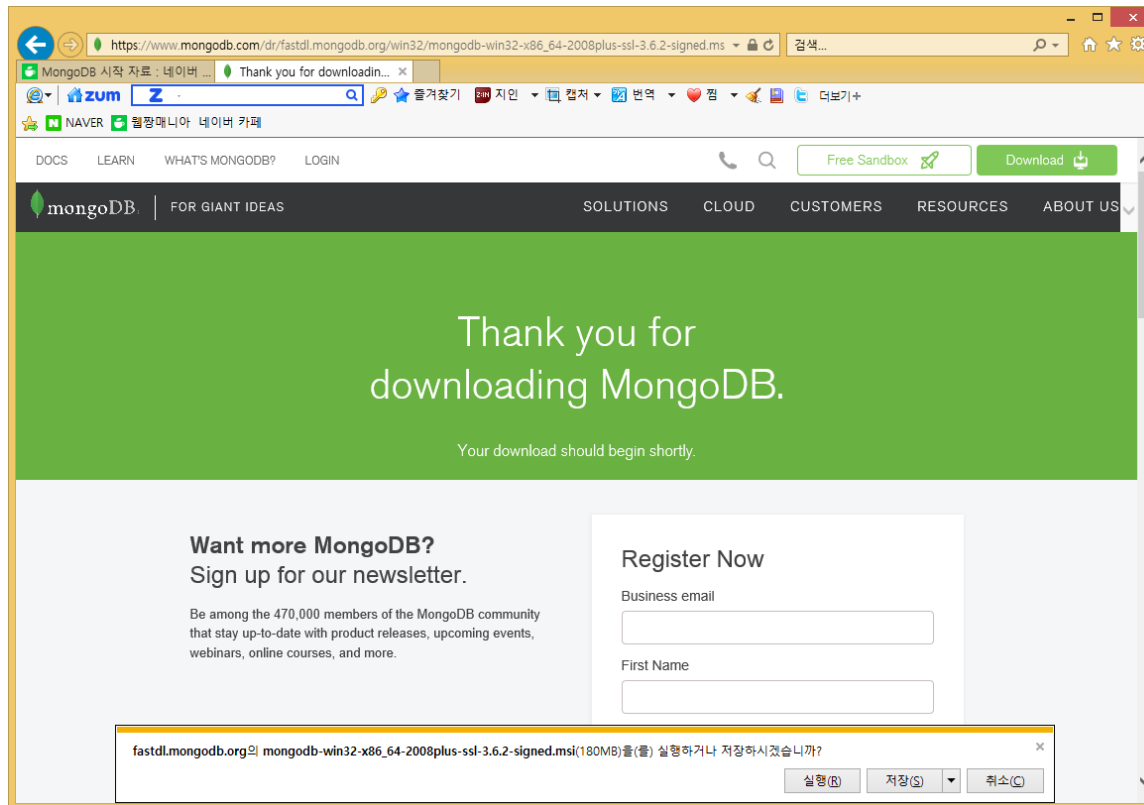 https://www.mongodb.com/dr/fastdl.mongodb.org/win32/mongodb-win32-x86_64-2008plus-ssl-3.6.2-signed.ms
검색...
MongoDB 시작 자료 : 네이버 ...
Thank you for downloadin...
zum Z 즐겨찾기 지인 캡처 번역 찜 더보기+
NAVER 웹짱매니아 네이버 카페
DOCS LEARN WHAT'S MONGODB? LOGIN Free Sandbox Download
mongoDB. FOR GIANT IDEAS SOLUTIONS CLOUD CUSTOMERS RESOURCES ABOUT US
Thank you for
downloading MongoDB.
Your download should begin shortly.
Want more MongoDB?
Sign up for our newsletter.
Be among the 470,000 members of the MongoDB community
that stay up-to-date with product releases, upcoming events,
webinars, online courses, and more.
Register Now
Business email
First Name
fastdl.mongodb.org의 mongodb-win32-x86_64-2008plus-ssl-3.6.2-signed.msi(180MB)을(를) 실행하거나 저장하시겠습니까?
실행(R) 저장(S) 취소(C)